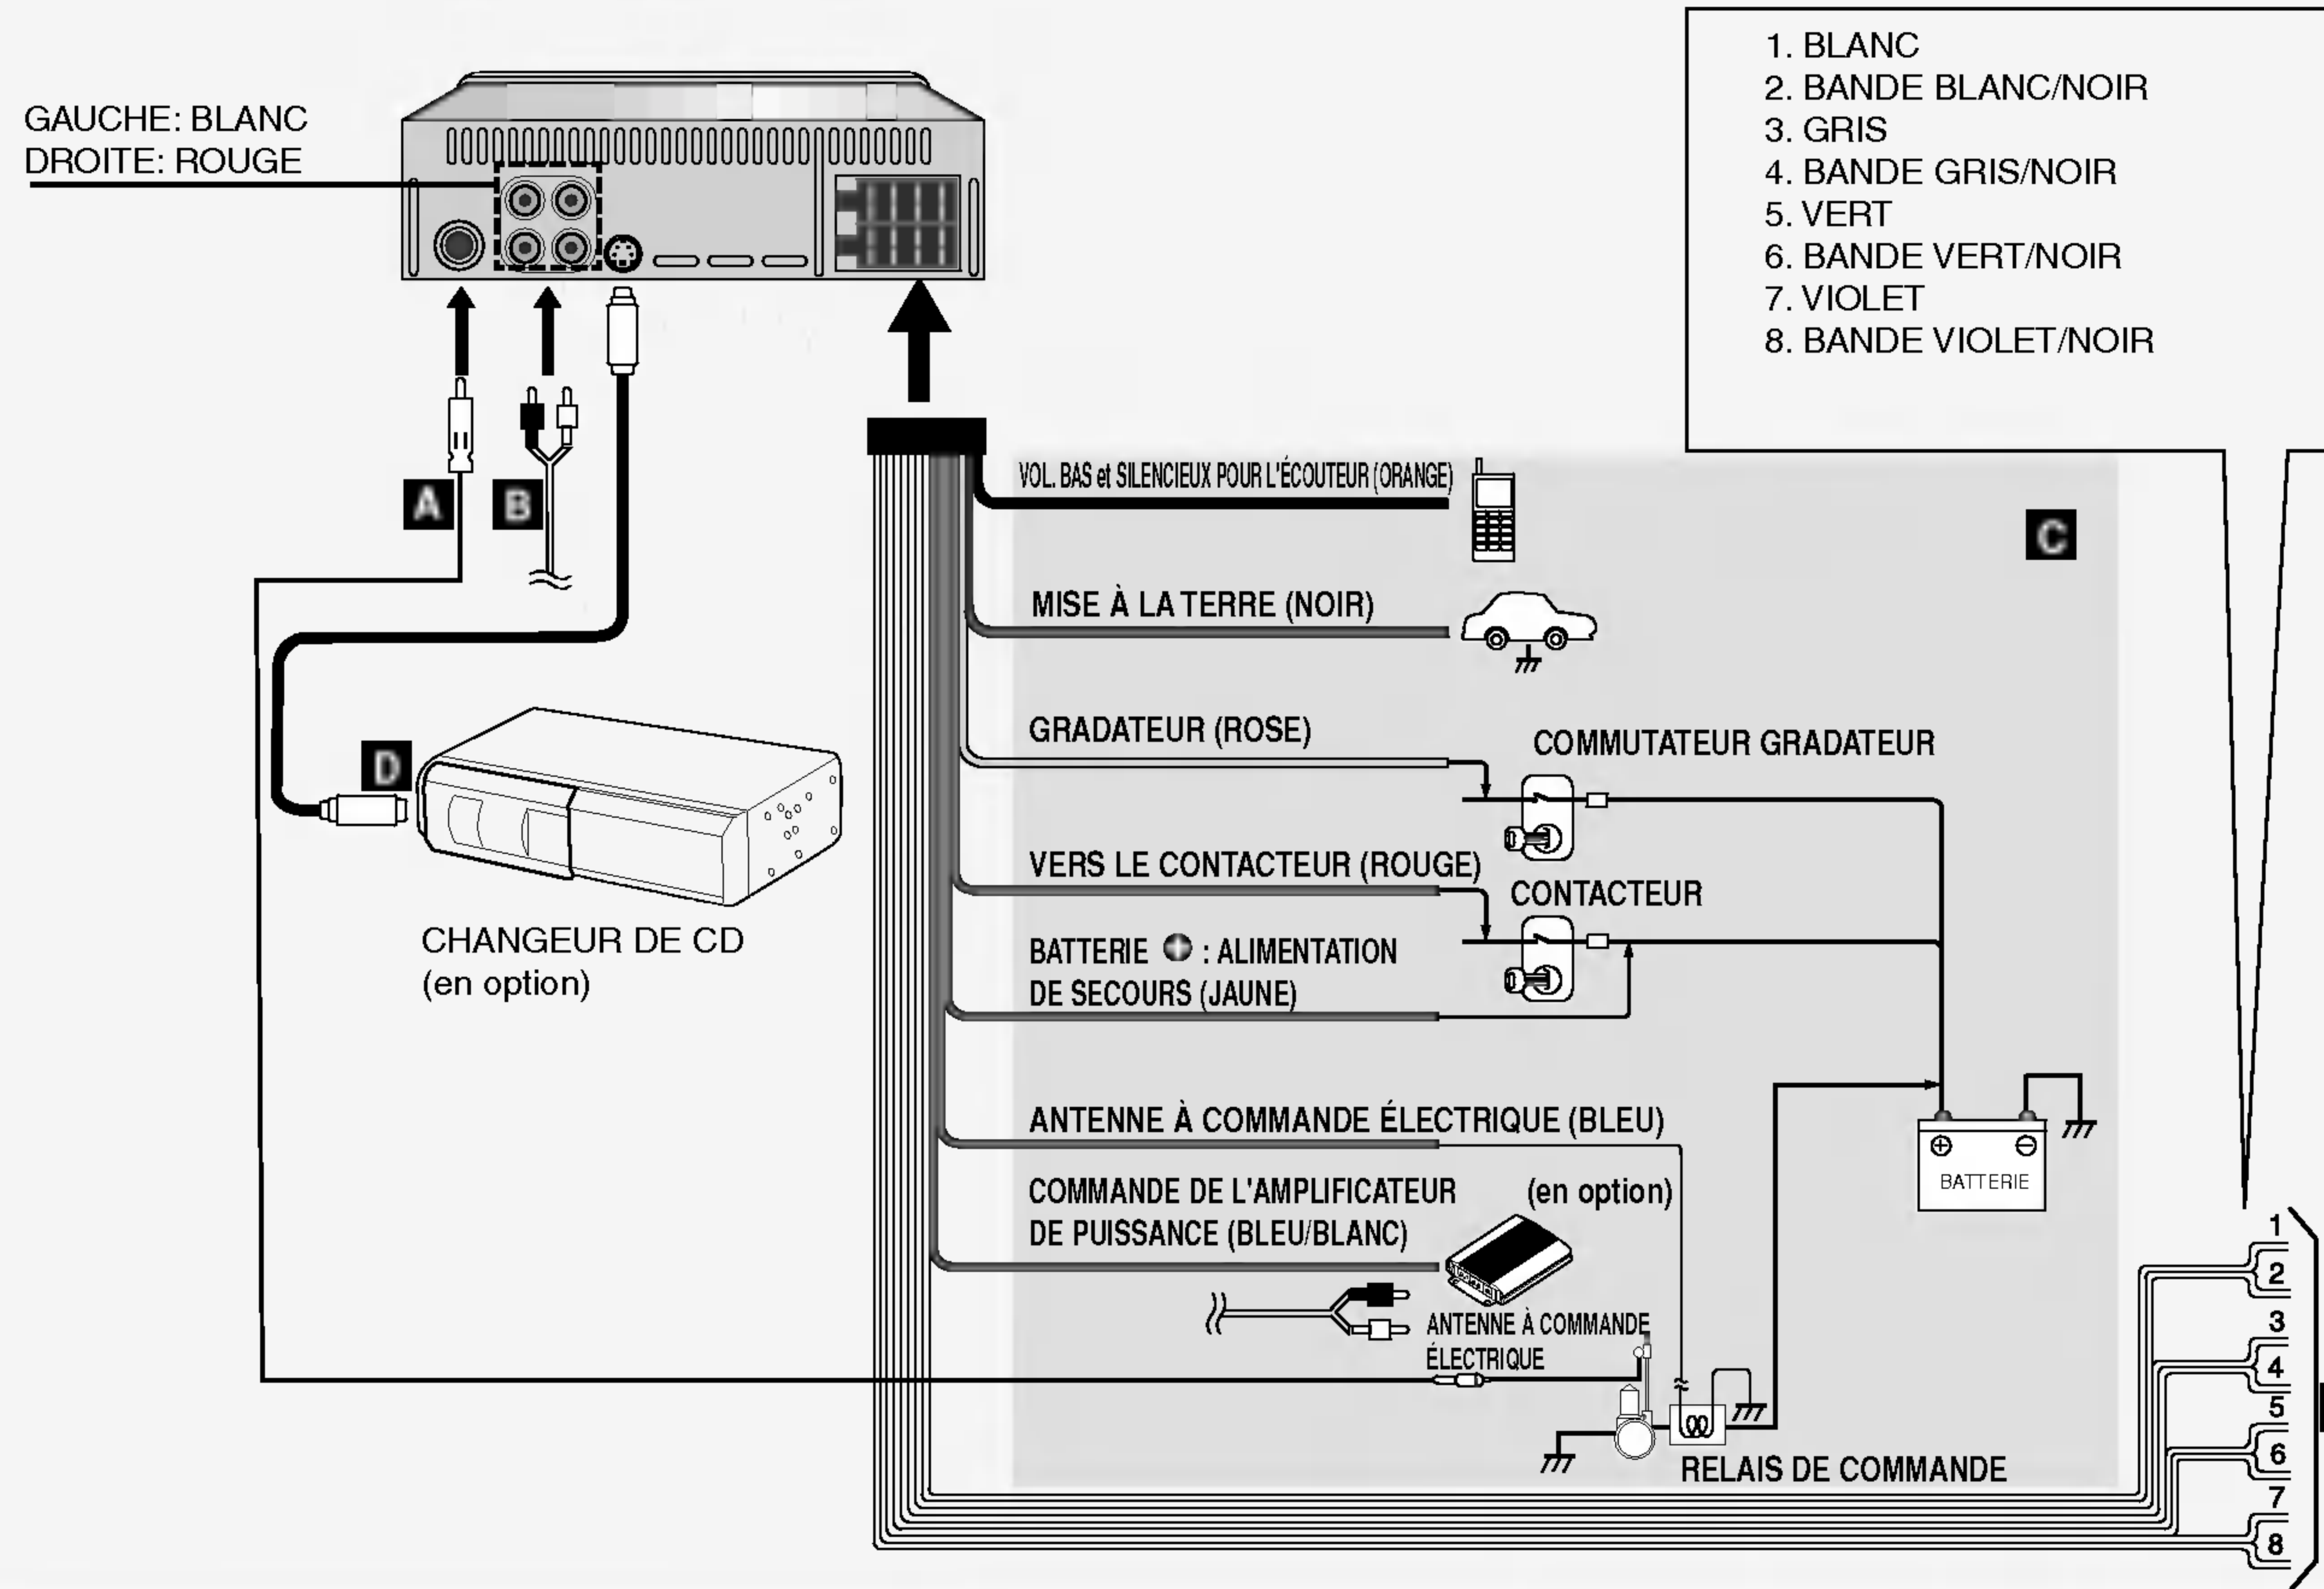 GAUCHE: BLANC
DROITE: ROUGE
1. BLANC
2. BANDE BLANC/NOIR
3. GRIS
4. BANDE GRIS/NOIR
5. VERT
6. BANDE VERT/NOIR
7. VIOLET
8. BANDE VIOLET/NOIR
A
B
VOL. BAS et SILENCIEUX POUR L'ÉCOUTEUR (ORANGE)
C
MISE À LA TERRE (NOIR)
GRADATEUR (ROSE)
COMMUTATEUR GRADATEUR
D
VERS LE CONTACTEUR (ROUGE)
CONTACTEUR
CHANGEUR DE CD
(en option)
BATTERIE ⊕ : ALIMENTATION
DE SECOURS (JAUNE)
ANTENNE À COMMANDE ÉLECTRIQUE (BLEU)
⊕ ⊖
BATTERIE
COMMANDE DE L'AMPLIFICATEUR
DE PUISSANCE (BLEU/BLANC)
(en option)
ANTENNE À COMMANDE
ÉLECTRIQUE
RELAIS DE COMMANDE
1
2
3
4
5
6
7
8